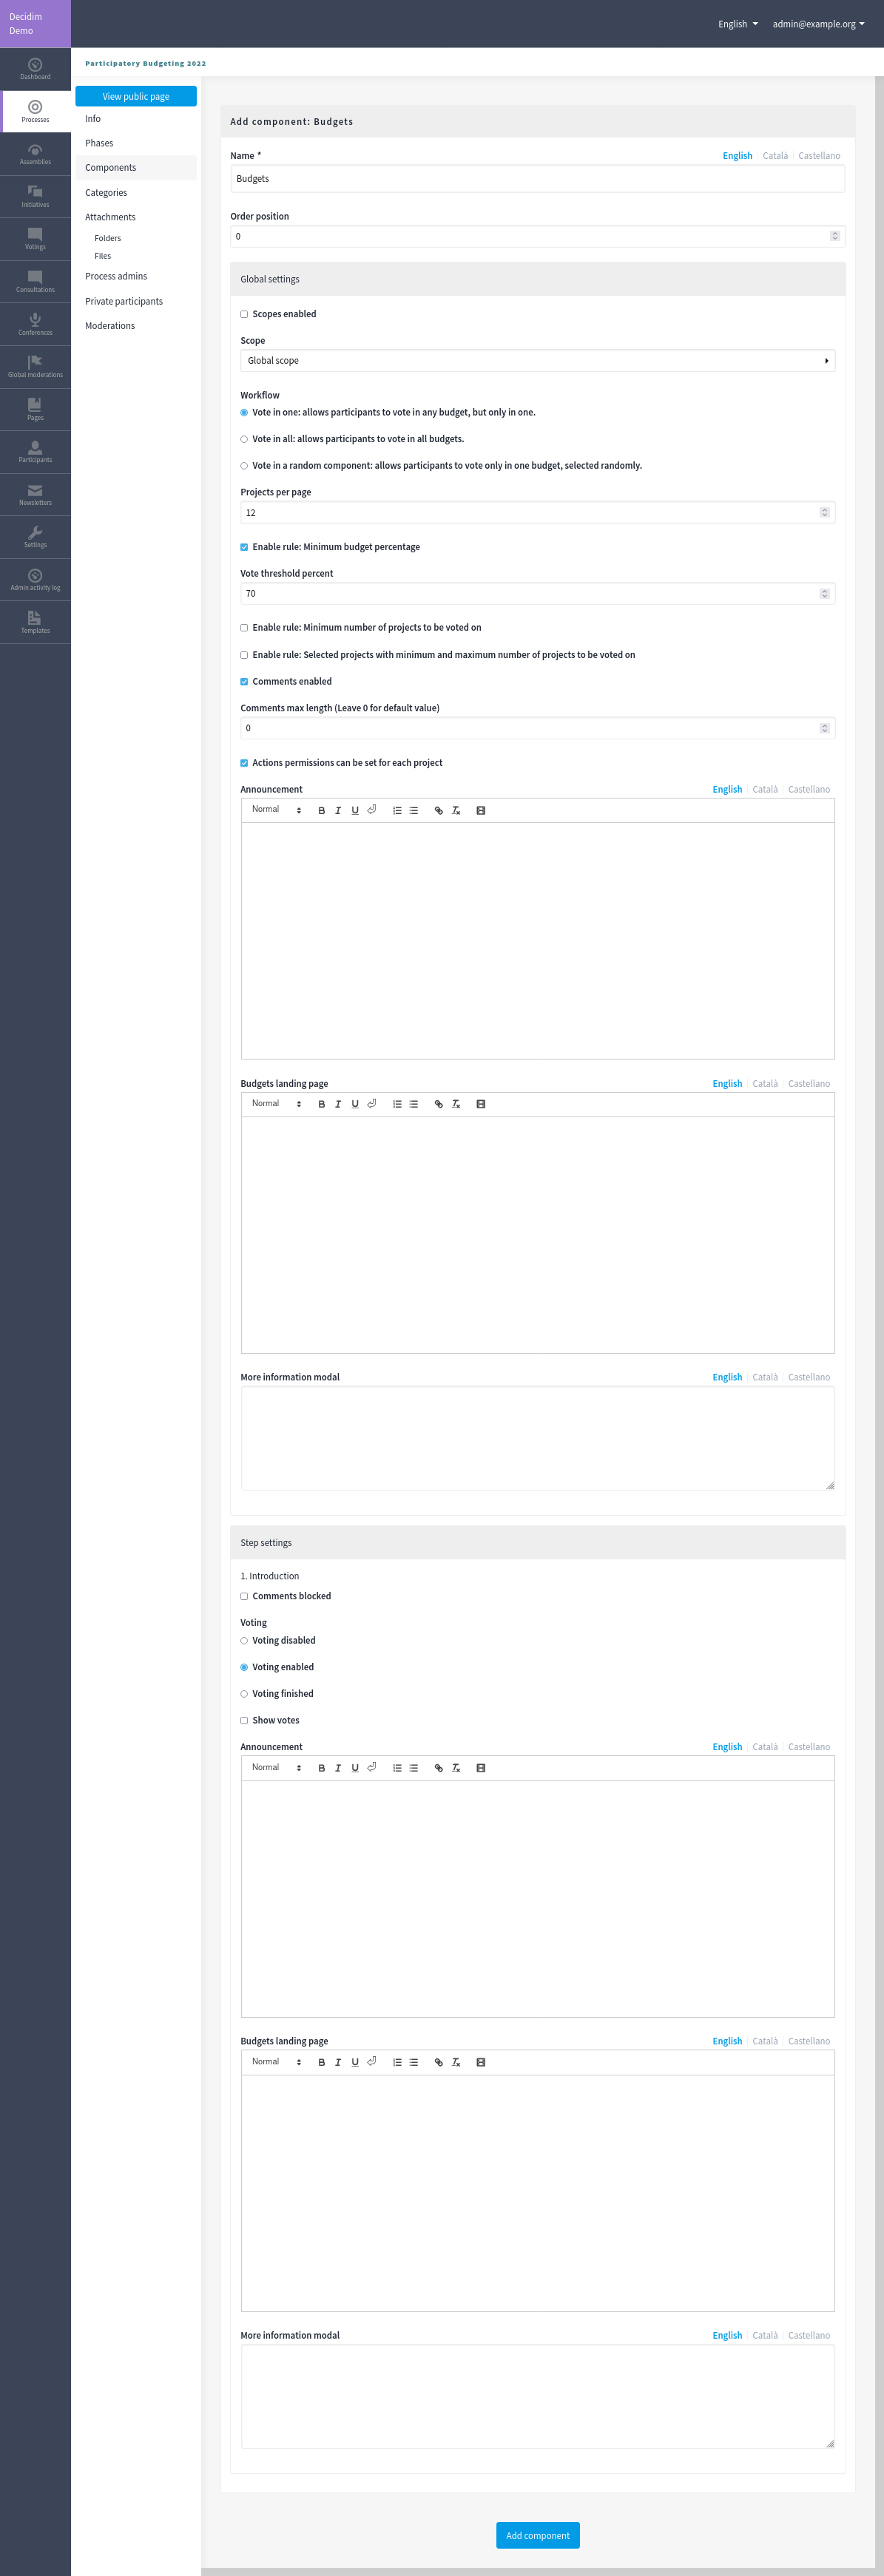 Decidim
Demo
English
admin@example.org
Dashboard
Processes
Assemblies
Initiatives
Votings
Consultations
Conferences
Global moderations
Pages
Participants
Newsletters
Settings
Admin activity log
Templates
Participatory Budgeting 2022
View public page
Info
Phases
Components
Categories
Attachments
Folders
Files
Process admins
Private participants
Moderations
Add component: Budgets
Name *
English Català Castellano
Budgets
Order position
0
Global settings
Scopes enabled
Scope
Global scope
Workflow
Vote in one: allows participants to vote in any budget, but only in one.
Vote in all: allows participants to vote in all budgets.
Vote in a random component: allows participants to vote only in one budget, selected randomly.
Projects per page
12
Enable rule: Minimum budget percentage
Vote threshold percent
70
Enable rule: Minimum number of projects to be voted on
Enable rule: Selected projects with minimum and maximum number of projects to be voted on
Comments enabled
Comments max length (Leave 0 for default value)
0
Actions permissions can be set for each project
Announcement
English Català Castellano
Normal
Budgets landing page
English Català Castellano
Normal
More information modal
English Català Castellano
Step settings
1. Introduction
Comments blocked
Voting
Voting disabled
Voting enabled
Voting finished
Show votes
Announcement
English Català Castellano
Normal
Budgets landing page
English Català Castellano
Normal
More information modal
English Català Castellano
Add component